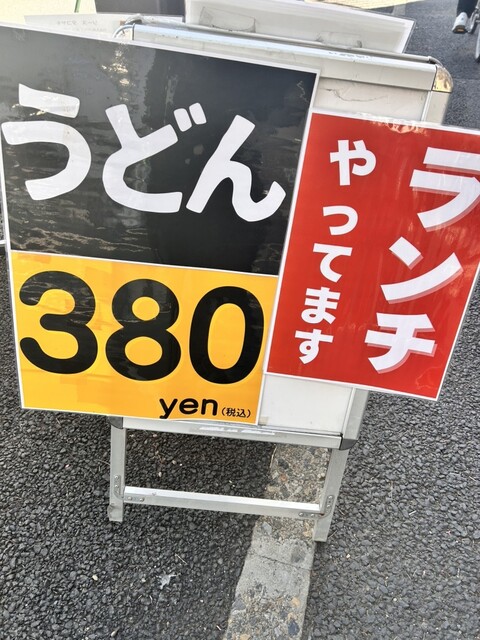 うどん
380
yen(税込)
ランチ
やってます